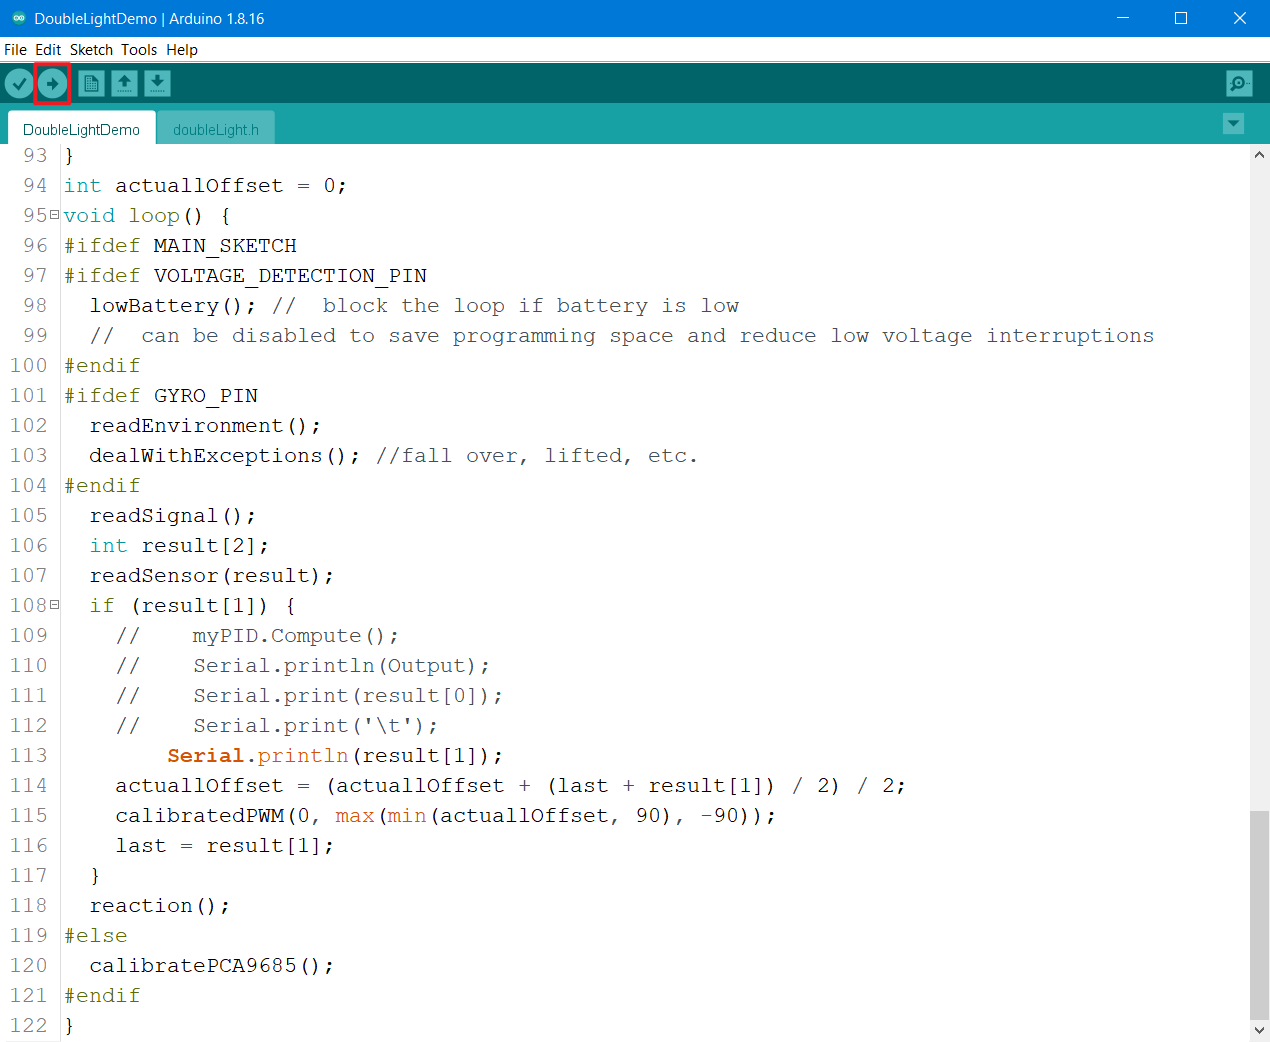 DoubleLightDemo | Arduino 1.8.16
File Edit Sketch Tools Help
DoubleLightDemo doubleLight.h
93 }
94 int actuallOffset = 0;
95 void loop() {
96 #ifdef MAIN_SKETCH
97 #ifdef VOLTAGE_DETECTION_PIN
98   lowBattery(); //  block the loop if battery is low
99   //  can be disabled to save programming space and reduce low voltage interruptions
100 #endif
101 #ifdef GYRO_PIN
102   readEnvironment();
103   dealWithExceptions(); //fall over, lifted, etc.
104 #endif
105   readSignal();
106   int result[2];
107   readSensor(result);
108   if (result[1]) {
109     //    myPID.Compute();
110     //    Serial.println(Output);
111     //    Serial.print(result[0]);
112     //    Serial.print('\t');
113         Serial.println(result[1]);
114     actuallOffset = (actuallOffset + (last + result[1]) / 2) / 2;
115     calibratedPWM(0, max(min(actuallOffset, 90), -90));
116     last = result[1];
117   }
118   reaction();
119 #else
120   calibratePCA9685();
121 #endif
122 }